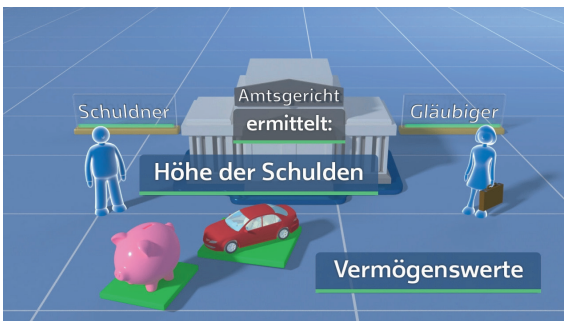 Amtsgericht
ermittelt:
Schuldner
Gläubiger
Höhe der Schulden
Vermögenswerte